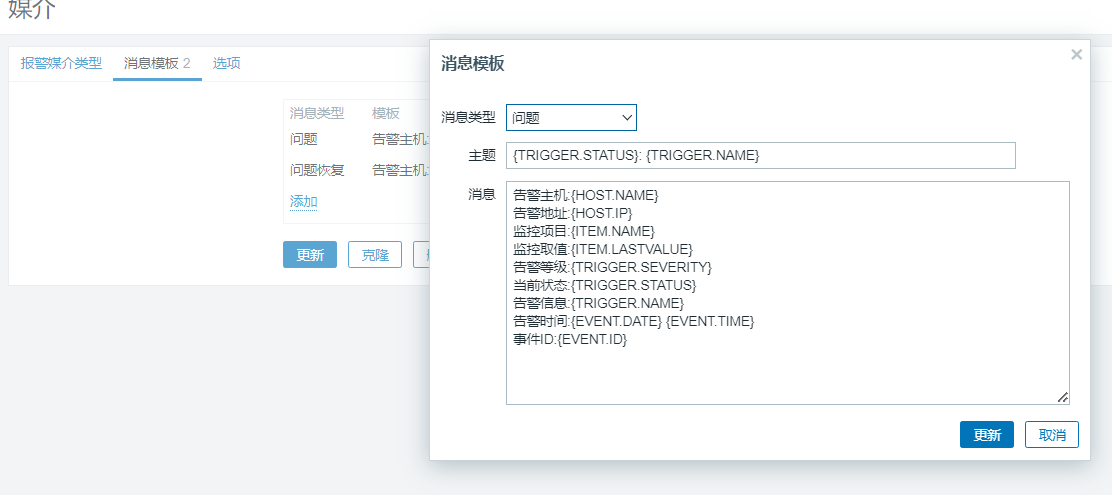 媒介
报警媒介类型 消息模板 2 选项
消息类型 模板
问题 告警主机:
问题恢复 告警主机:
添加
更新 克隆
消息模板
消息类型 问题
主题 {TRIGGER.STATUS}: {TRIGGER.NAME}
消息
告警主机:{HOST.NAME}
告警地址:{HOST.IP}
监控项目:{ITEM.NAME}
监控取值:{ITEM.LASTVALUE}
告警等级:{TRIGGER.SEVERITY}
当前状态:{TRIGGER.STATUS}
告警信息:{TRIGGER.NAME}
告警时间:{EVENT.DATE} {EVENT.TIME}
事件ID:{EVENT.ID}
更新 取消